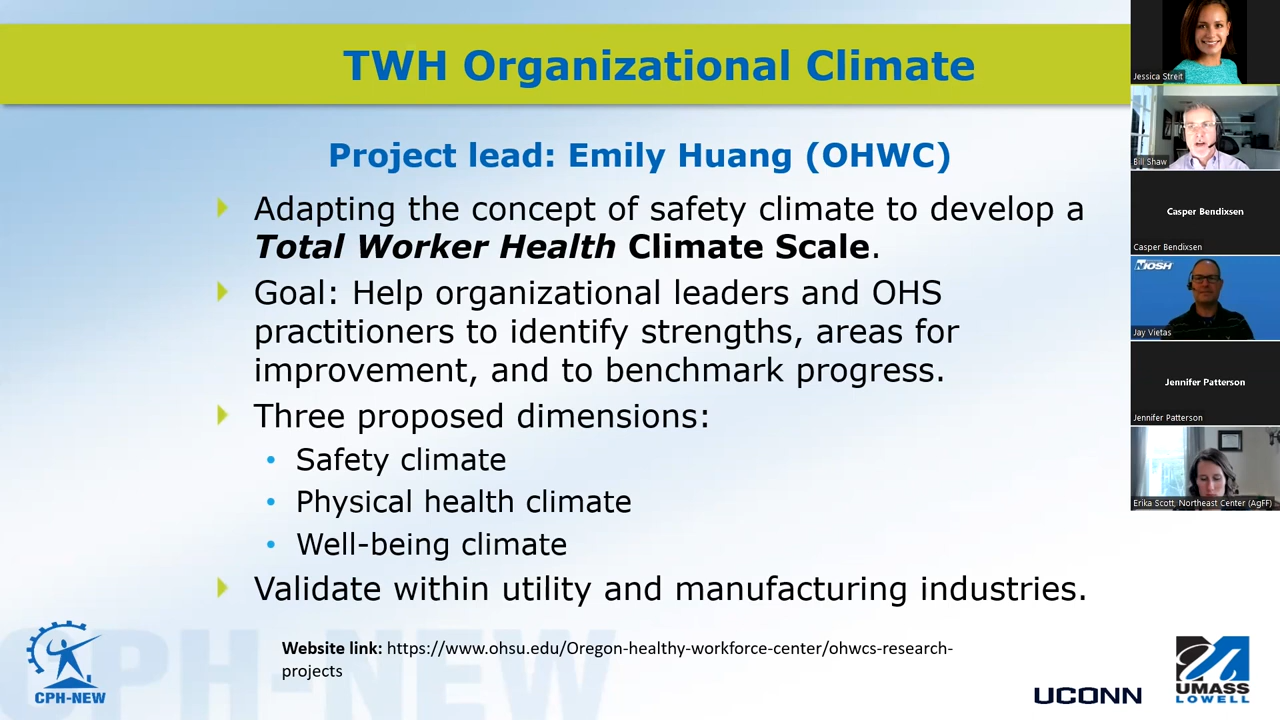 TWH Organizational Climate
Project lead: Emily Huang (OHWC)
Adapting the concept of safety climate to develop a
Total Worker Health Climate Scale.
Goal: Help organizational leaders and OHS
practitioners to identify strengths, areas for
improvement, and to benchmark progress.
Three proposed dimensions:
• Safety climate
• Physical health climate
• Well-being climate
Validate within utility and manufacturing industries.
Website link: https://www.ohsu.edu/Oregon-healthy-workforce-center/ohwcs-research-
projects
CPH-NEW
CPH-NEW
UCONN
UMASS
LOWELL
Jessica Streit
Bill Shaw
Casper Bendixsen
Casper Bendixsen
NIOSH
Jay Vietas
Jennifer Patterson
Jennifer Patterson
Erika Scott, Northeast Center (AgFF)